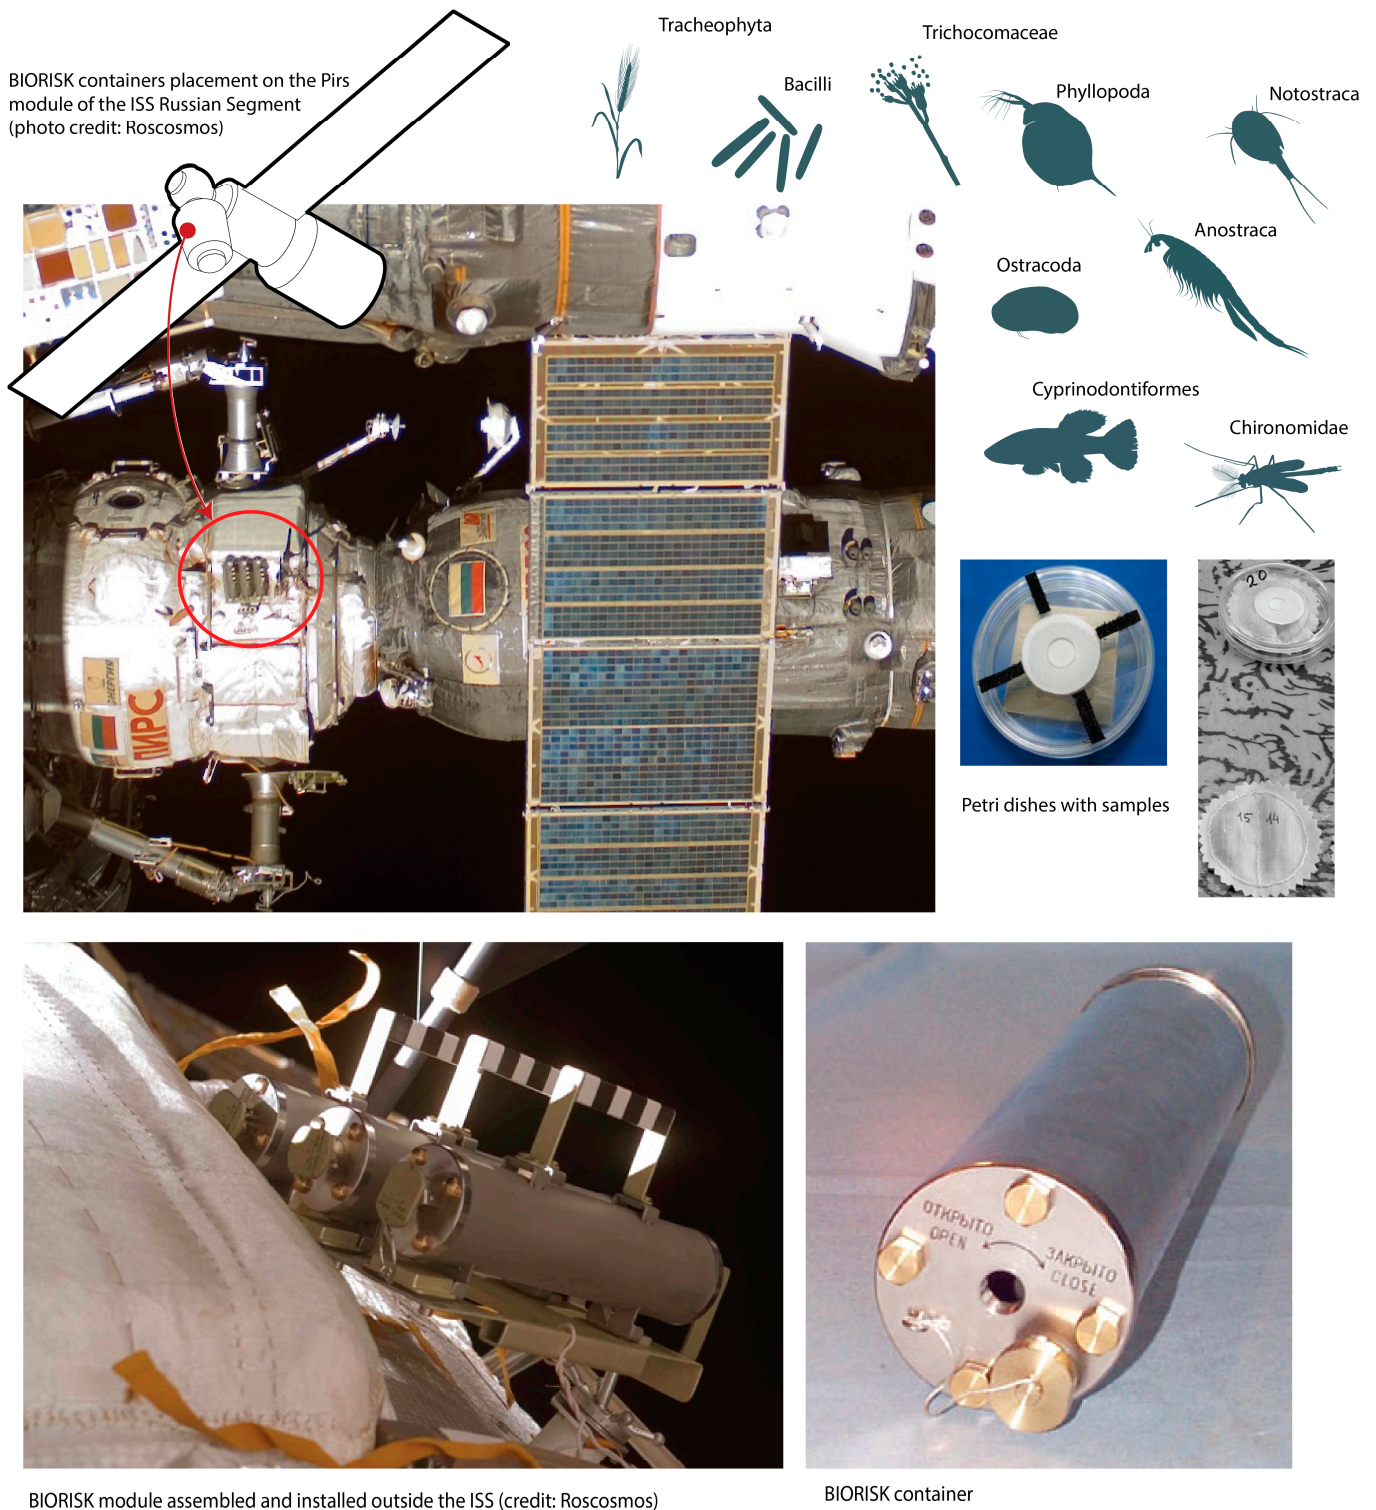 Tracheophyta
Trichocomaceae
BIORISK containers placement on the Pirs
module of the ISS Russian Segment
(photo credit: Roscosmos)
Bacilli
Phyllopoda
Notostraca
Anostraca
Ostracoda
Cyprinodontiformes
Chironomidae
ПИРС
20
15 14
Petri dishes with samples
ОТКРЫТО
OPEN
ЗАКРЫТО
CLOSE
BIORISK module assembled and installed outside the ISS (credit: Roscosmos)
BIORISK container